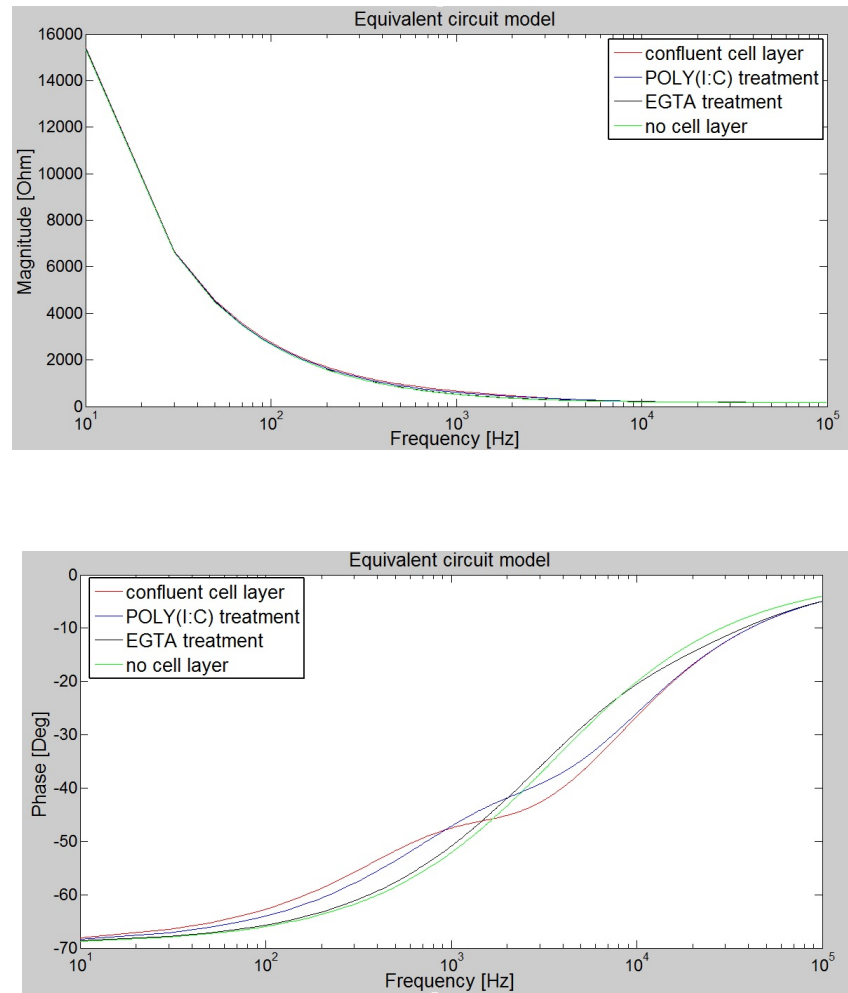 Equivalent circuit model
16000
14000
12000
10000
8000
6000
4000
2000
0
Magnitude [Ohm]
confluent cell layer
POLY(I:C) treatment
EGTA treatment
no cell layer
10^1 10^2 10^3 10^4 10^5
Frequency [Hz]
Equivalent circuit model
0
-10
-20
-30
-40
-50
-60
-70
Phase [Deg]
confluent cell layer
POLY(I:C) treatment
EGTA treatment
no cell layer
10^1 10^2 10^3 10^4 10^5
Frequency [Hz]